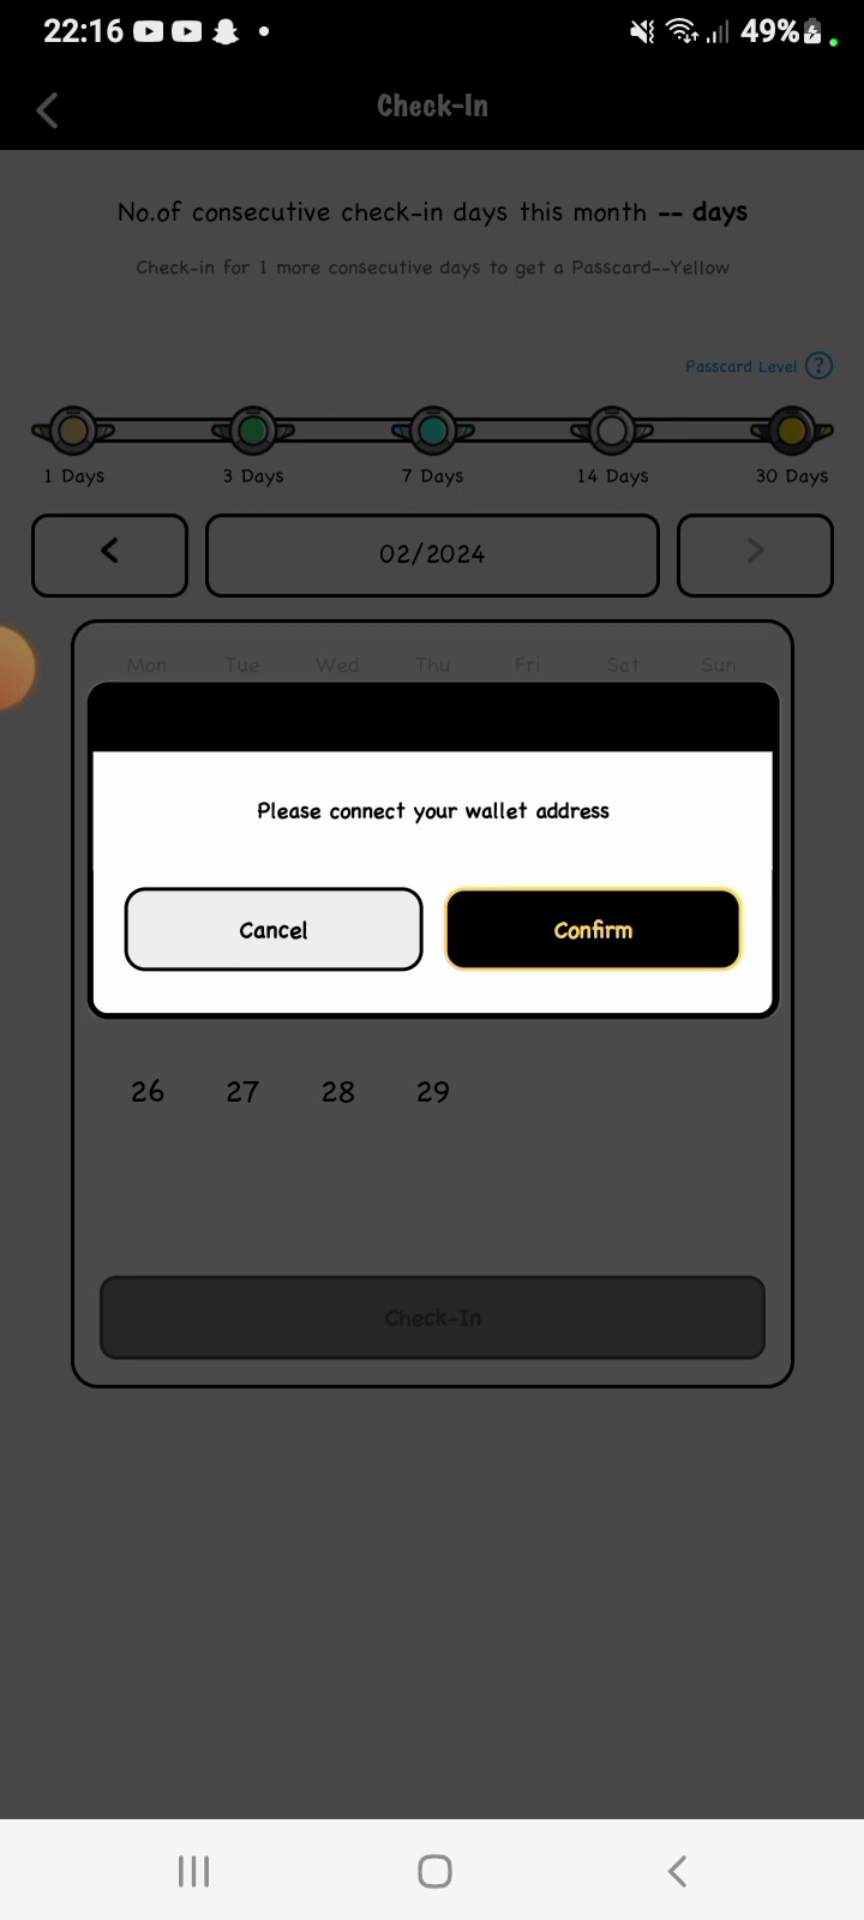 22:16
49%
Check-In
No.of consecutive check-in days this month -- days
Check-in for 1 more consecutive days to get a Passcard--Yellow
Passcard Level ?
1 Days 3 Days 7 Days 14 Days 30 Days
02/2024
Mon Tue Wed Thu Fri Sat Sun
Please connect your wallet address
Cancel Confirm
26 27 28 29
Check-In